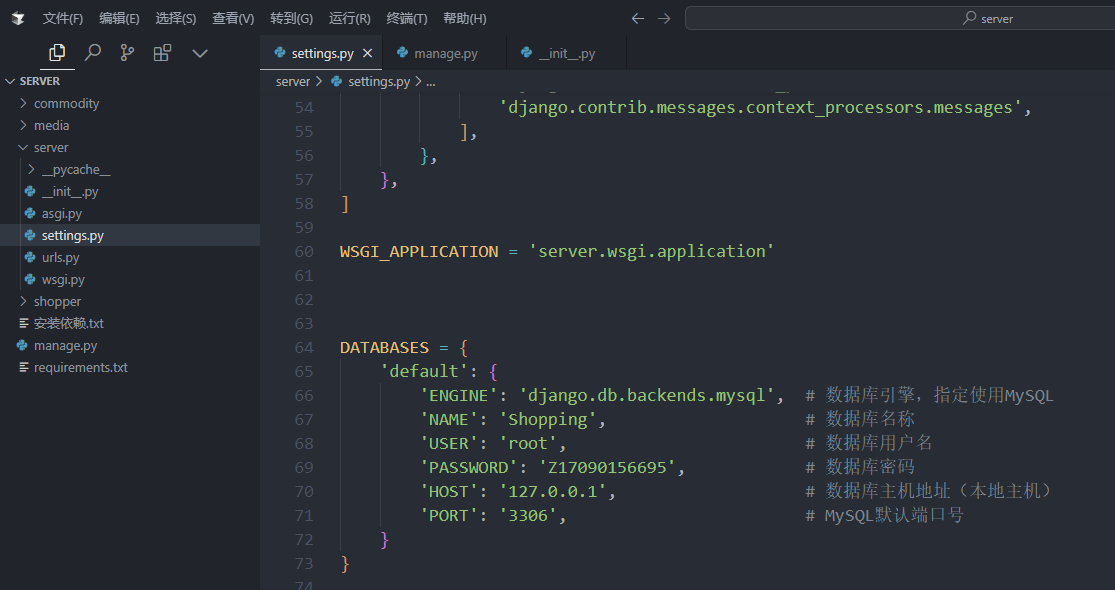 文件(F) 编辑(E) 选择(S) 查看(V) 转到(G) 运行(R) 终端(T) 帮助(H) server
settings.py manage.py __init__.py
SERVER
commodity
media
server
__pycache__
__init__.py
asgi.py
settings.py
urls.py
wsgi.py
shopper
安装依赖.txt
manage.py
requirements.txt
server > settings.py > ...
54 'django.contrib.messages.context_processors.messages',
55 ],
56 },
57 },
58 ]
59
60 WSGI_APPLICATION = 'server.wsgi.application'
61
62
63
64 DATABASES = {
65 'default': {
66 'ENGINE': 'django.db.backends.mysql', # 数据库引擎，指定使用MySQL
67 'NAME': 'Shopping', # 数据库名称
68 'USER': 'root', # 数据库用户名
69 'PASSWORD': 'Z17090156695', # 数据库密码
70 'HOST': '127.0.0.1', # 数据库主机地址（本地主机）
71 'PORT': '3306', # MySQL默认端口号
72 }
73 }
74